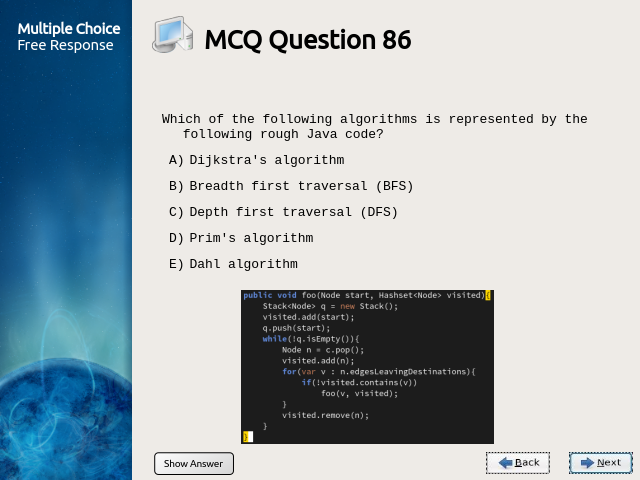 Multiple Choice
Free Response
MCQ Question 86
Which of the following algorithms is represented by the
following rough Java code?
A) Dijkstra's algorithm
B) Breadth first traversal (BFS)
C) Depth first traversal (DFS)
D) Prim's algorithm
E) Dahl algorithm
public void foo(Node start, Hashset<Node> visited){
Stack<Node> q = new Stack();
visited.add(start);
q.push(start);
while(!q.isEmpty()){
Node n = c.pop();
visited.add(n);
for(var v : n.edgesLeavingDestinations){
if(!visited.contains(v))
foo(v, visited);
}
visited.remove(n);
}
}
Show Answer
Back
Next